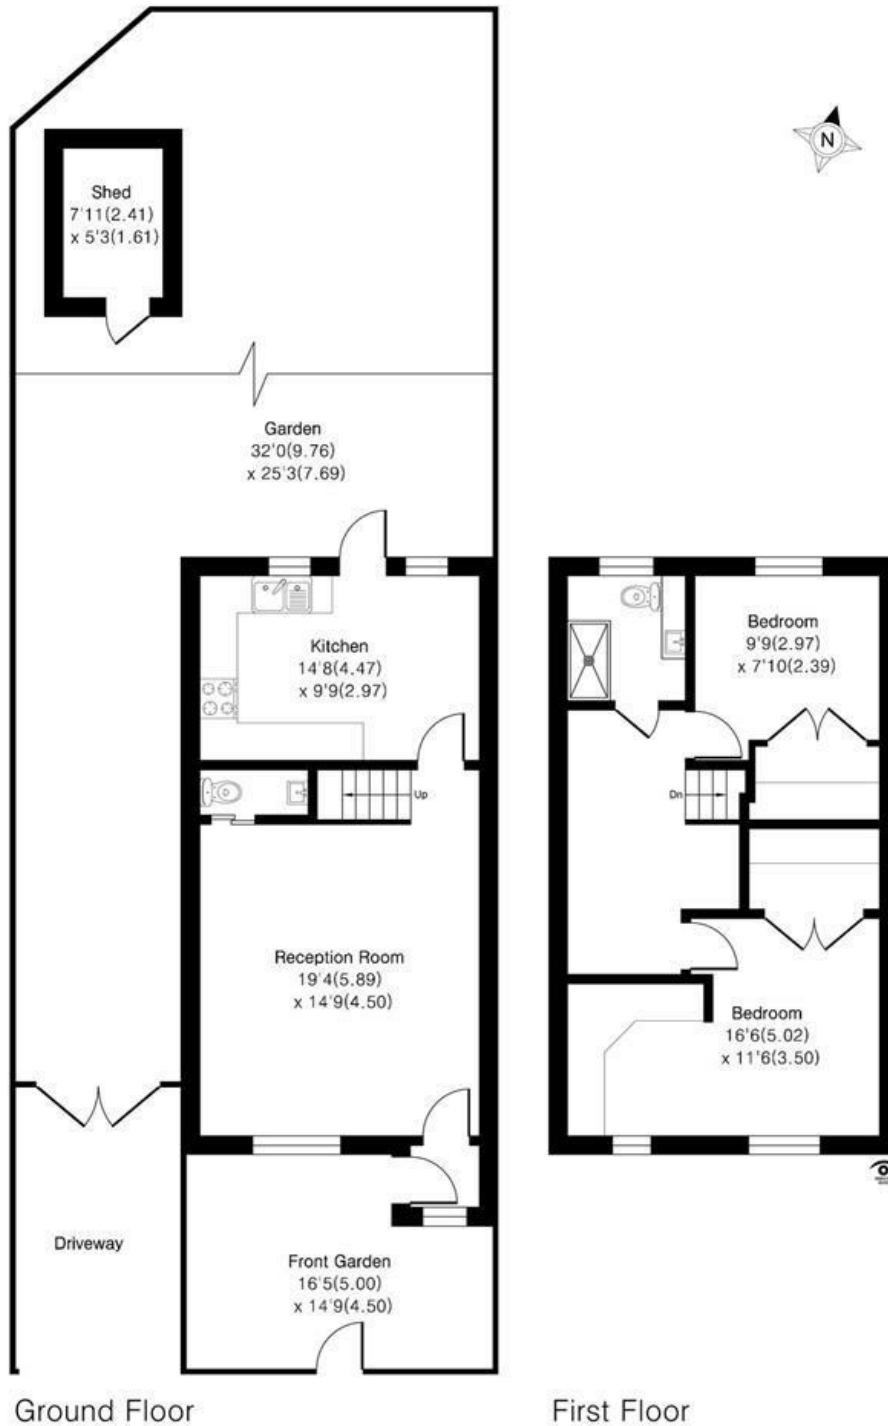 N
Shed
7'11(2.41)
x 5'3(1.61)
Garden
32'0(9.76)
x 25'3(7.69)
Kitchen
14'8(4.47)
x 9'9(2.97)
Up
Reception Room
19'4(5.89)
x 14'9(4.50)
Driveway
Front Garden
16'5(5.00)
x 14'9(4.50)
Ground Floor
Bedroom
9'9(2.97)
x 7'10(2.39)
Dn
Bedroom
16'6(5.02)
x 11'6(3.50)
First Floor